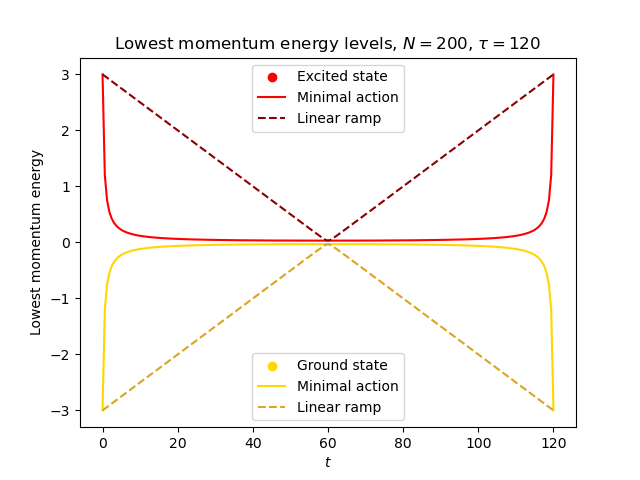 Lowest momentum energy levels, N = 200, τ = 120
Lowest momentum energy
3
2
1
0
−1
−2
−3
Excited state
Minimal action
Linear ramp
Ground state
Minimal action
Linear ramp
0 20 40 60 80 100 120
t